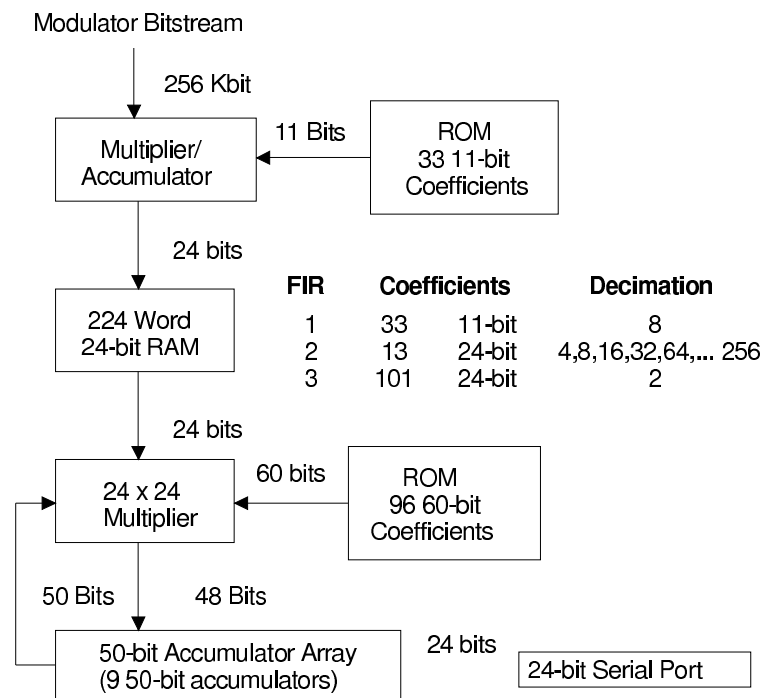 Modulator Bitstream
256 Kbit
Multiplier/
Accumulator
11 Bits
ROM
33 11-bit
Coefficients
24 bits
224 Word
24-bit RAM
FIR Coefficients Decimation
1 33 11-bit 8
2 13 24-bit 4,8,16,32,64,... 256
3 101 24-bit 2
24 bits
24 x 24
Multiplier
60 bits
ROM
96 60-bit
Coefficients
50 Bits
48 Bits
50-bit Accumulator Array
(9 50-bit accumulators)
24 bits
24-bit Serial Port